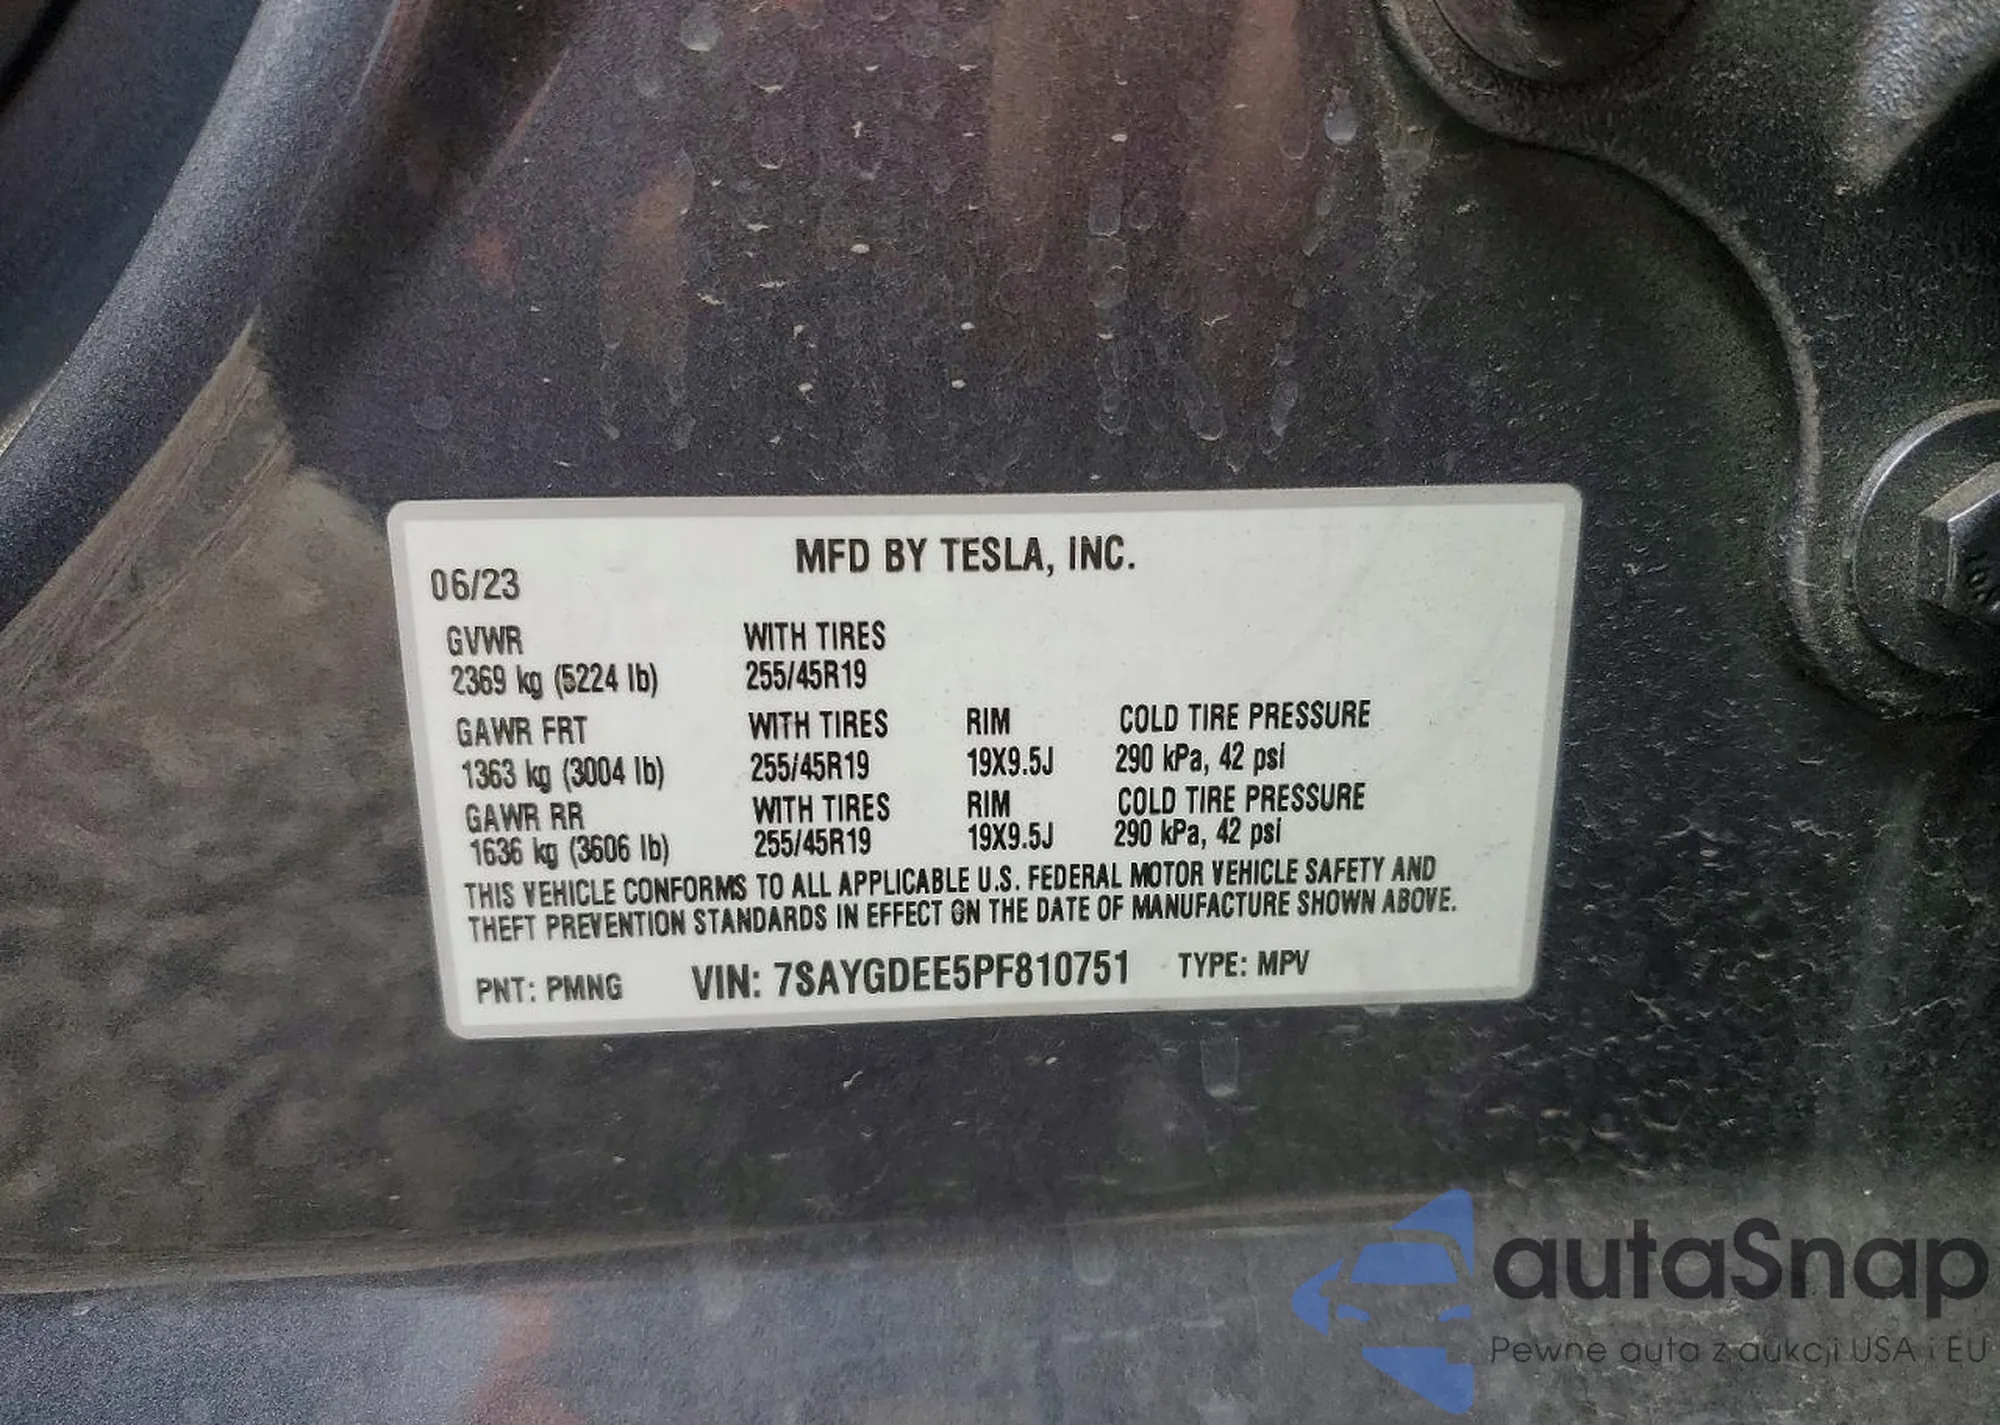 MFD BY TESLA, INC.
06/23
GVWR WITH TIRES
2369 kg (5224 lb) 255/45R19
GAWR FRT WITH TIRES RIM COLD TIRE PRESSURE
1363 kg (3004 lb) 255/45R19 19X9.5J 290 kPa, 42 psi
GAWR RR WITH TIRES RIM COLD TIRE PRESSURE
1636 kg (3606 lb) 255/45R19 19X9.5J 290 kPa, 42 psi
THIS VEHICLE CONFORMS TO ALL APPLICABLE U.S. FEDERAL MOTOR VEHICLE SAFETY AND
THEFT PREVENTION STANDARDS IN EFFECT ON THE DATE OF MANUFACTURE SHOWN ABOVE.
PNT: PMNG VIN: 7SAYGDEE5PF810751 TYPE: MPV
autaSnap
Pewne auta z aukcji USA i EU